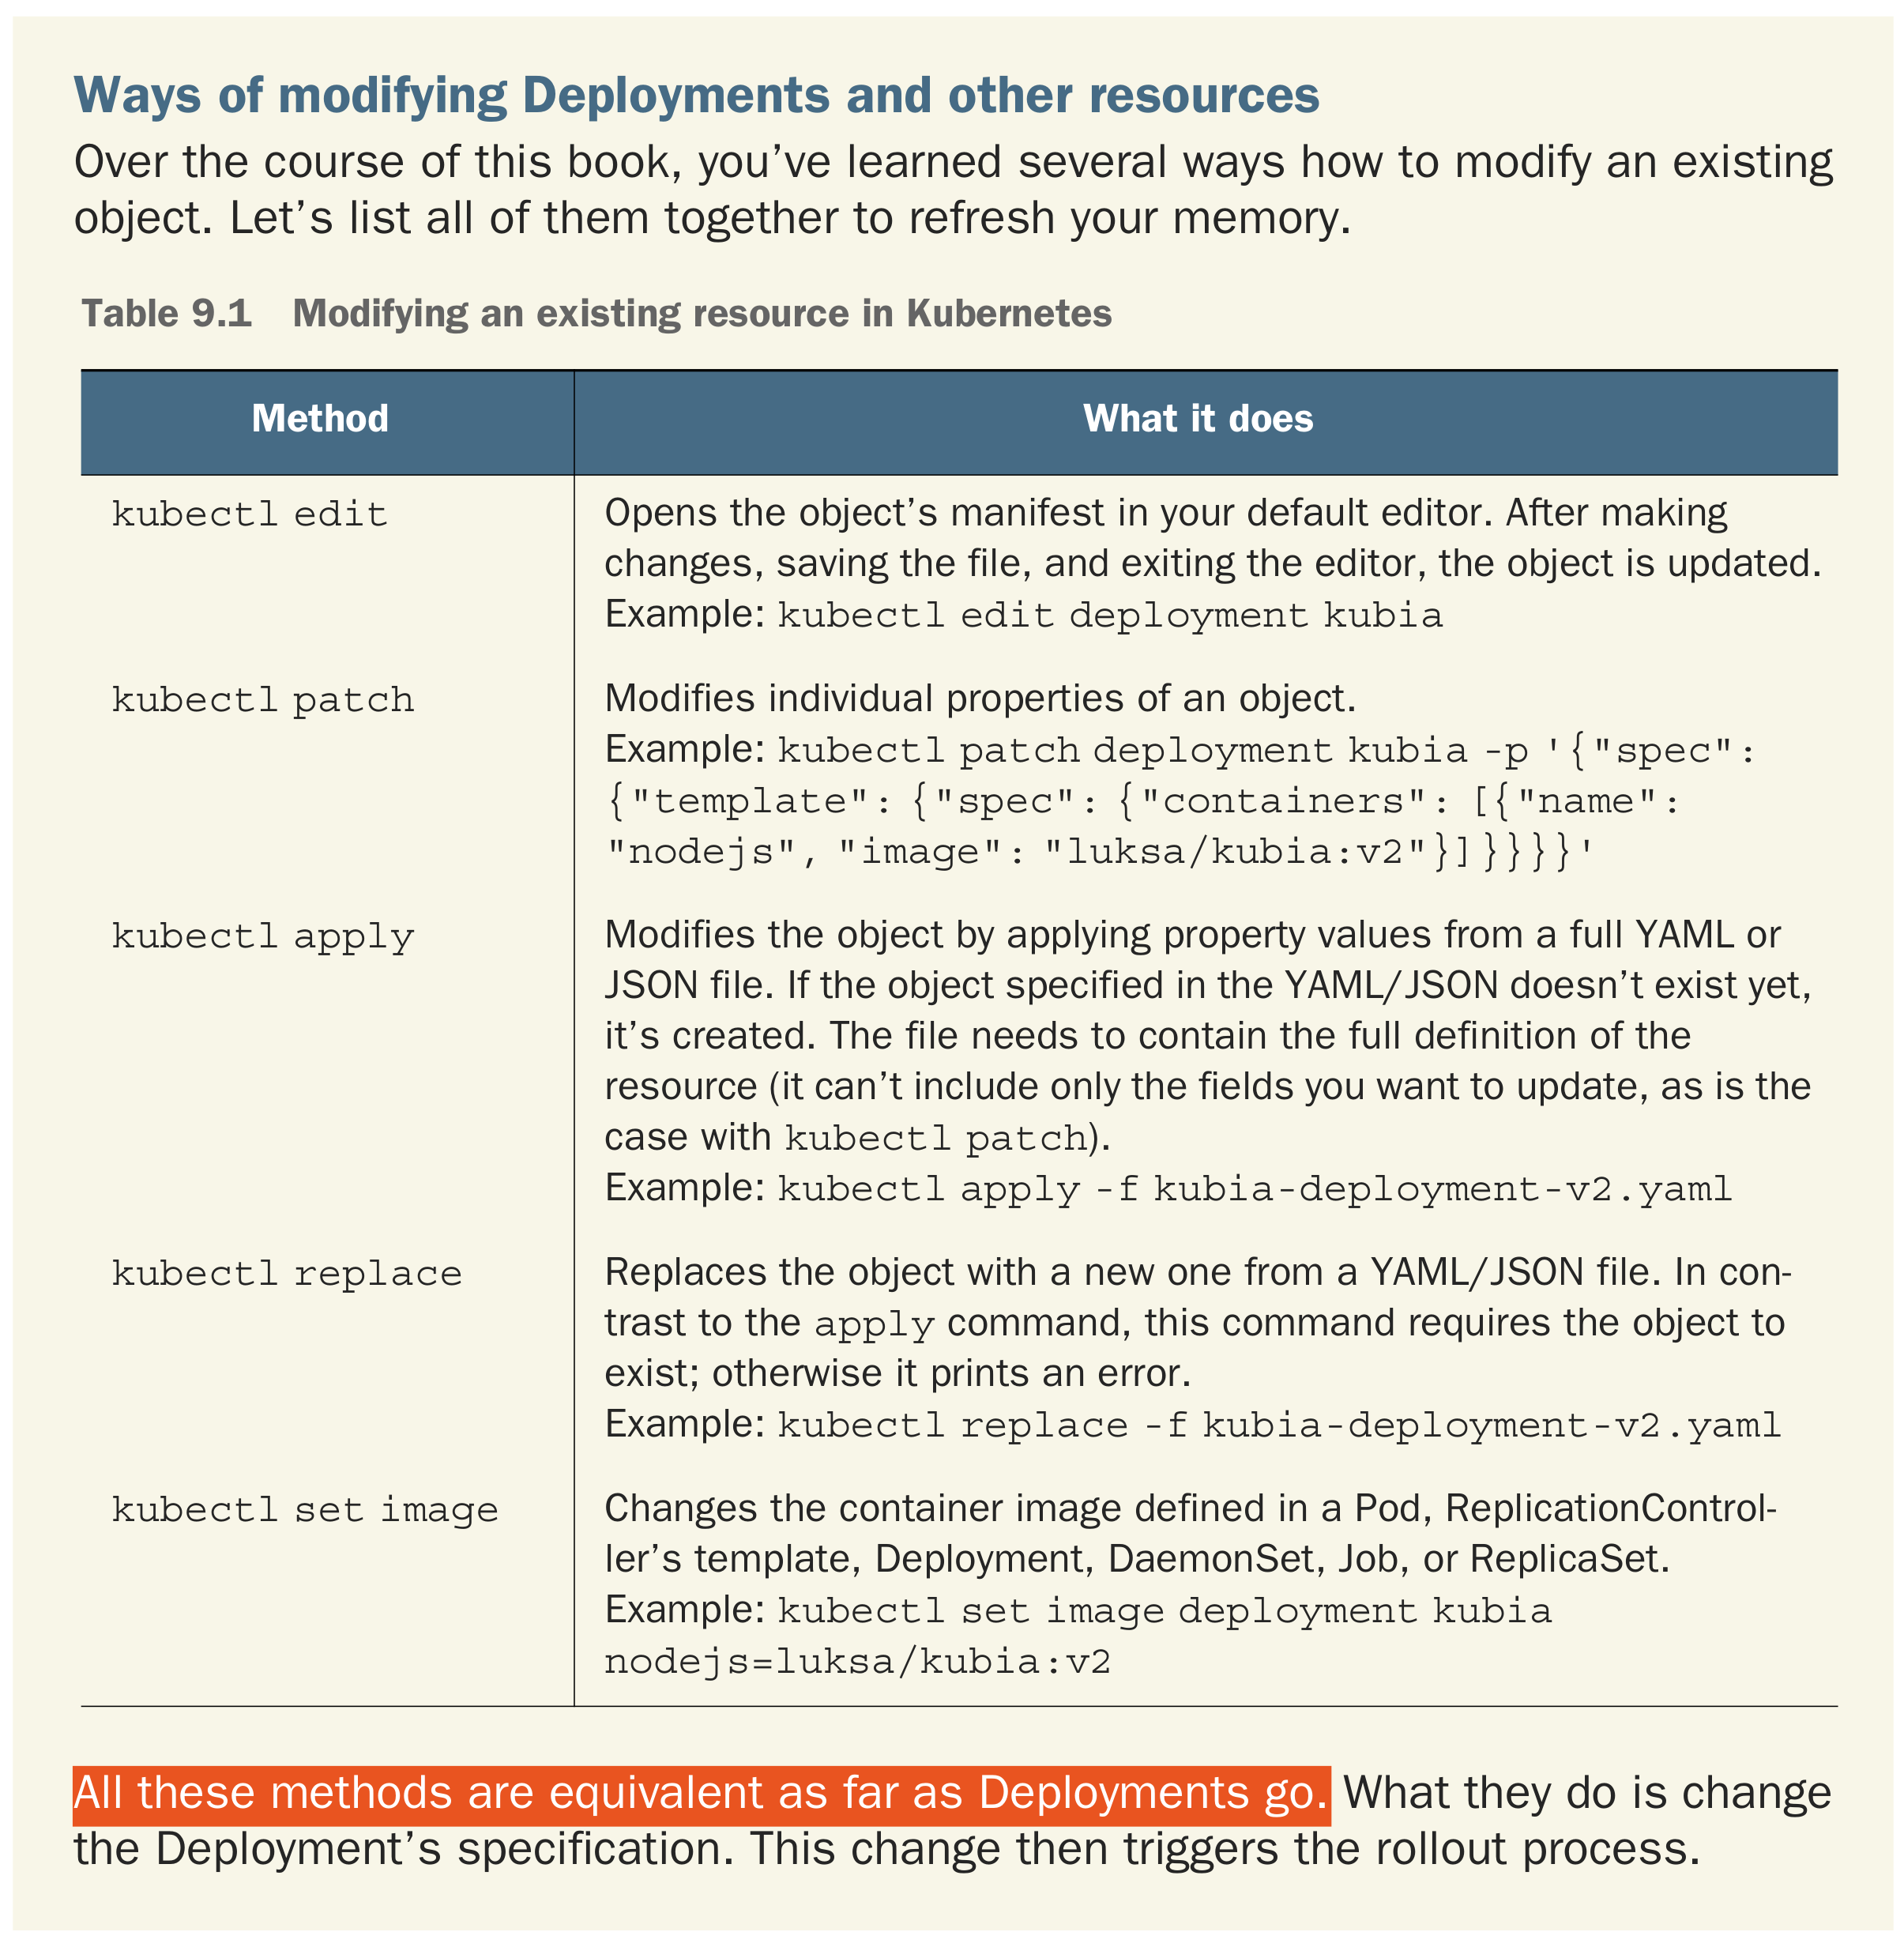 Ways of modifying Deployments and other resources
Over the course of this book, you’ve learned several ways how to modify an existing
object. Let’s list all of them together to refresh your memory.
Table 9.1 Modifying an existing resource in Kubernetes
Method What it does
kubectl edit Opens the object’s manifest in your default editor. After making
changes, saving the file, and exiting the editor, the object is updated.
Example: kubectl edit deployment kubia
kubectl patch Modifies individual properties of an object.
Example: kubectl patch deployment kubia -p '{"spec":
{"template": {"spec": {"containers": [{"name":
"nodejs", "image": "luksa/kubia:v2"}]}}}}'
kubectl apply Modifies the object by applying property values from a full YAML or
JSON file. If the object specified in the YAML/JSON doesn’t exist yet,
it’s created. The file needs to contain the full definition of the
resource (it can’t include only the fields you want to update, as is the
case with kubectl patch).
Example: kubectl apply -f kubia-deployment-v2.yaml
kubectl replace Replaces the object with a new one from a YAML/JSON file. In con-
trast to the apply command, this command requires the object to
exist; otherwise it prints an error.
Example: kubectl replace -f kubia-deployment-v2.yaml
kubectl set image Changes the container image defined in a Pod, ReplicationControl-
ler’s template, Deployment, DaemonSet, Job, or ReplicaSet.
Example: kubectl set image deployment kubia
nodejs=luksa/kubia:v2
All these methods are equivalent as far as Deployments go. What they do is change
the Deployment’s specification. This change then triggers the rollout process.